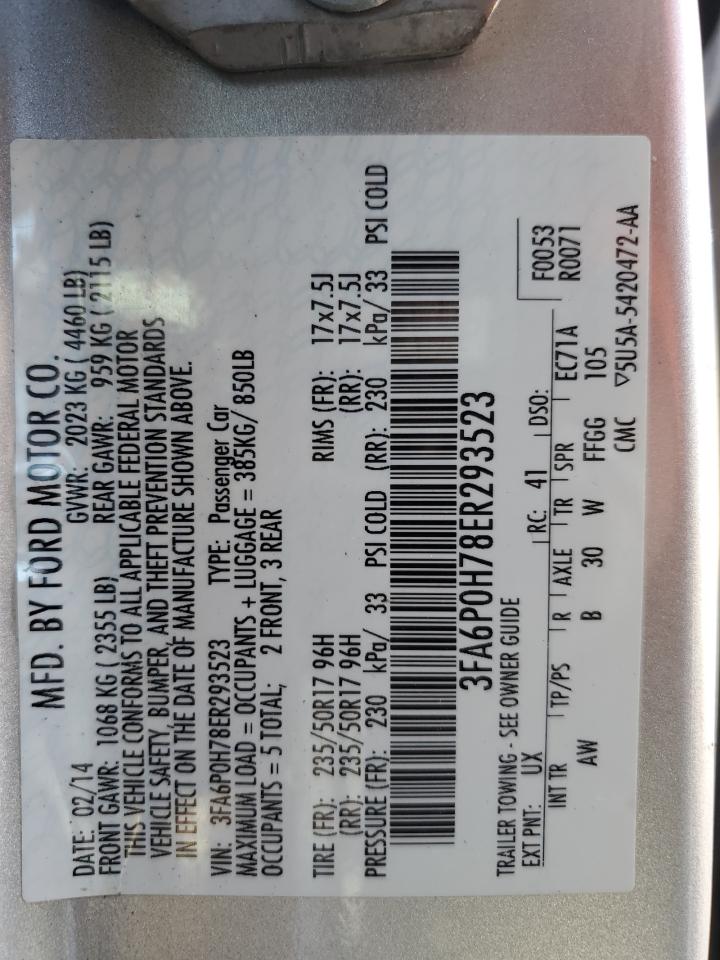 MFD. BY FORD MOTOR CO.
DATE: 02/14 GVWR: 2023 KG ( 4460 LB)
FRONT GAWR: 1068 KG ( 2355 LB) REAR GAWR: 959 KG ( 2115 LB)
THIS VEHICLE CONFORMS TO ALL APPLICABLE FEDERAL MOTOR
VEHICLE SAFETY, BUMPER, AND THEFT PREVENTION STANDARDS
IN EFFECT ON THE DATE OF MANUFACTURE SHOWN ABOVE.
VIN: 3FA6P0H78ER293523 TYPE: Passenger Car
MAXIMUM LOAD = OCCUPANTS + LUGGAGE = 385KG/ 850LB
OCCUPANTS = 5 TOTAL; 2 FRONT, 3 REAR
TIRE (FR): 235/50R17 96H RIMS (FR): 17x7.5J
(RR): 235/50R17 96H (RR): 17x7.5J
PRESSURE (FR): 230 kPa/ 33 PSI COLD (RR): 230 kPa/ 33 PSI COLD
3FA6P0H78ER293523
TRAILER TOWING - SEE OWNER GUIDE F0053
EXT PNT: UX RC: 41 DSO: R0071
INT TR TP/PS R AXLE TR SPR EC71A
AW B 30 W FFGG 105
CMC ▽5U5A-5420472-AA